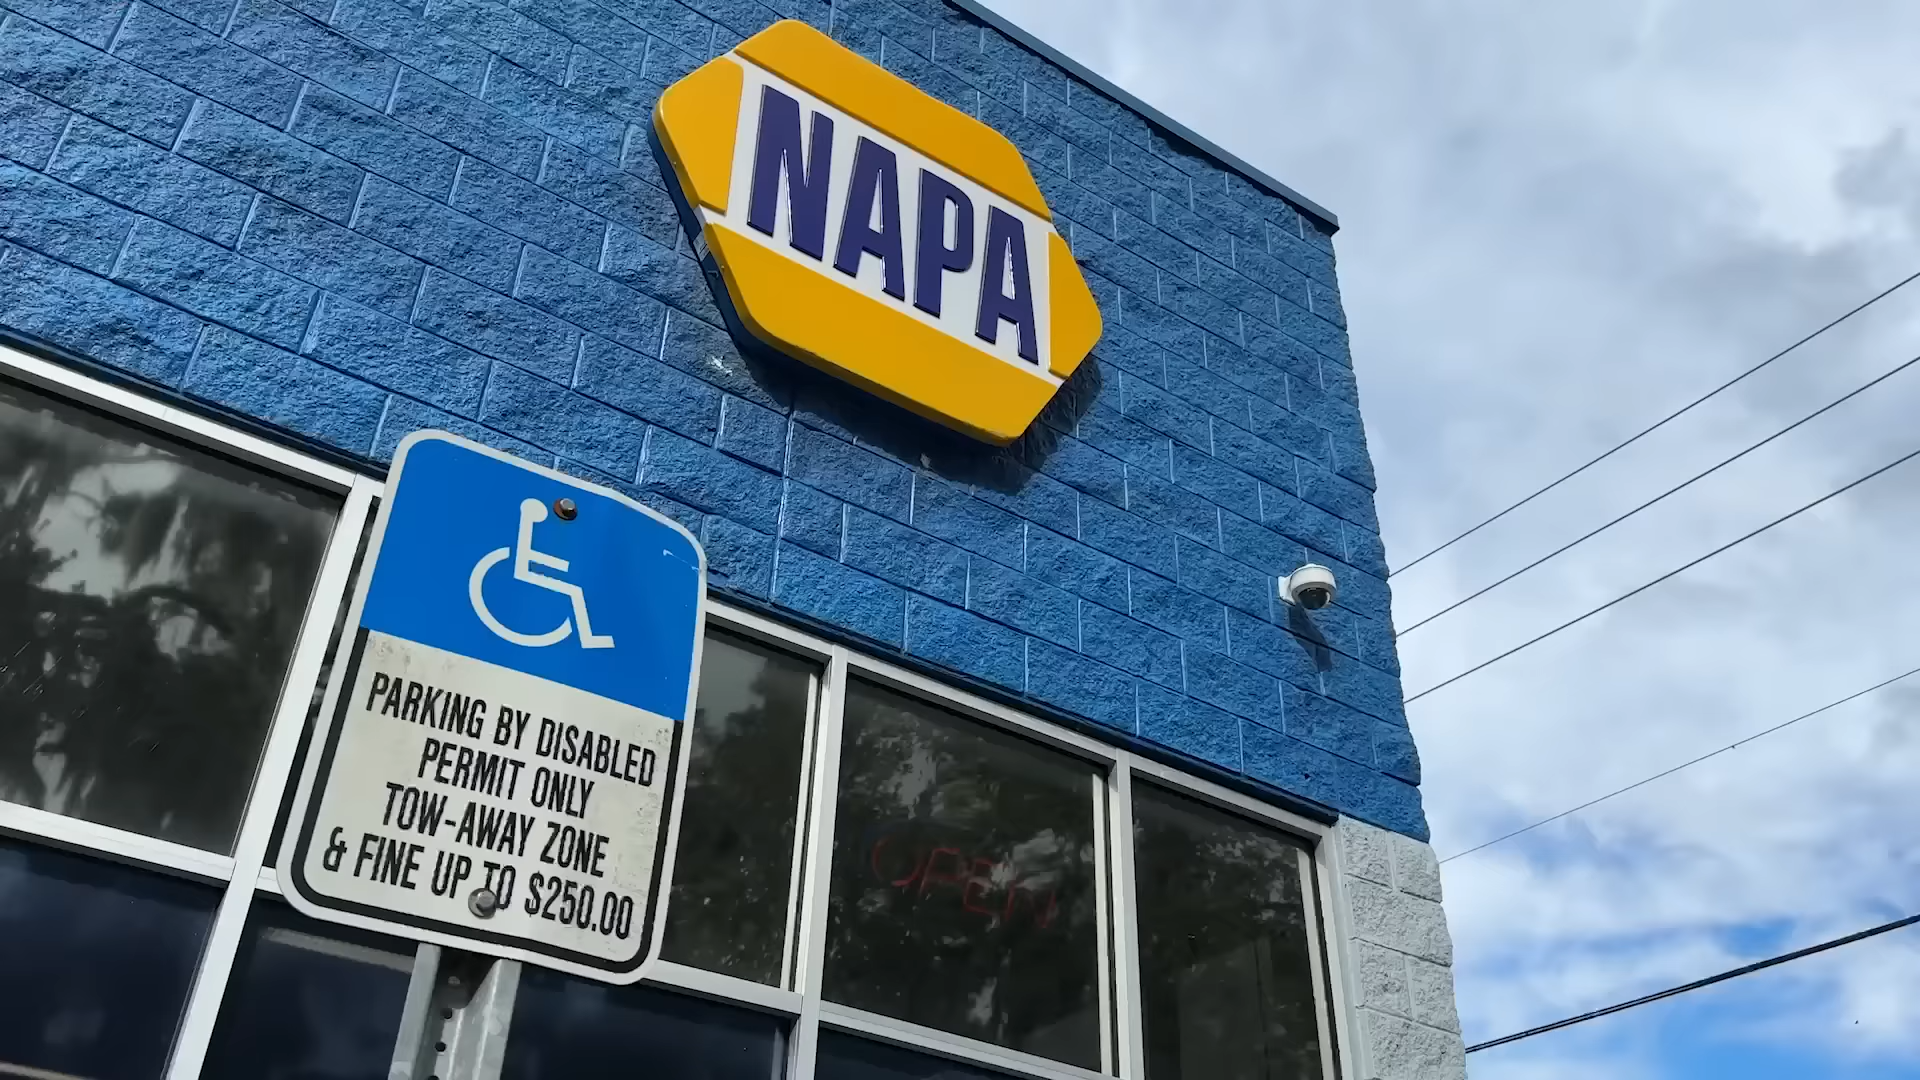 NAPA
PARKING BY DISABLED
PERMIT ONLY
TOW-AWAY ZONE
& FINE UP TO $250.00
OPEN